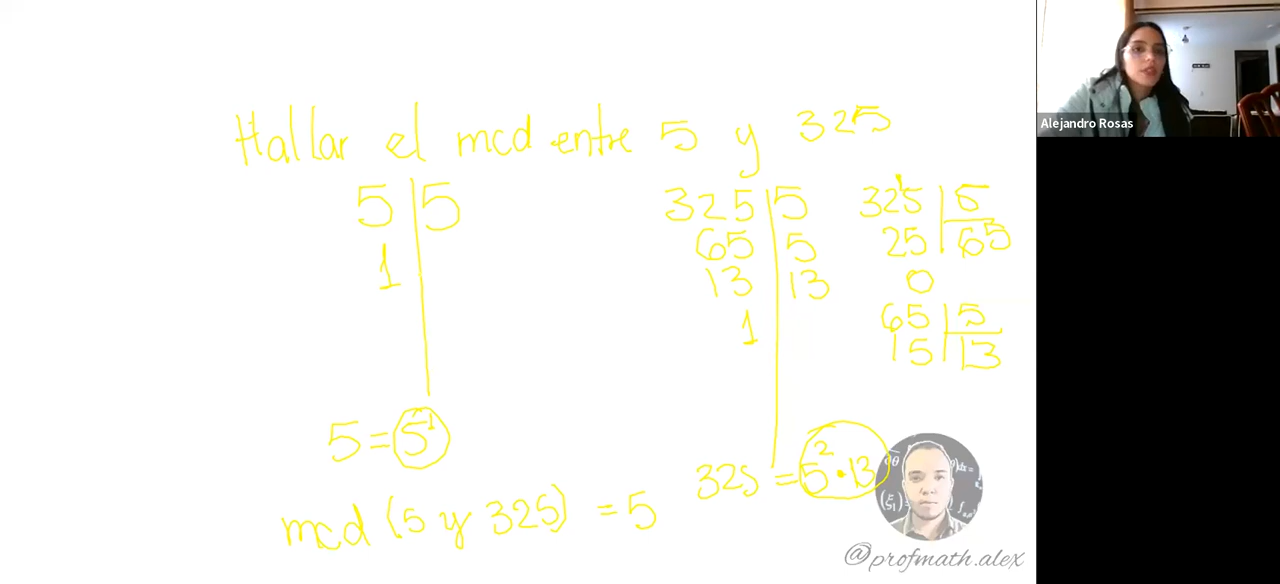 Hallar el mcd entre 5 y 325
5 5
1
325 5
65 5
13 13
1
325 5
25 65
0
65 5
15 13
5 = 5¹
325 = 5² • 13
mcd (5 y 325) = 5
@profmath.alex
Alejandro Rosas